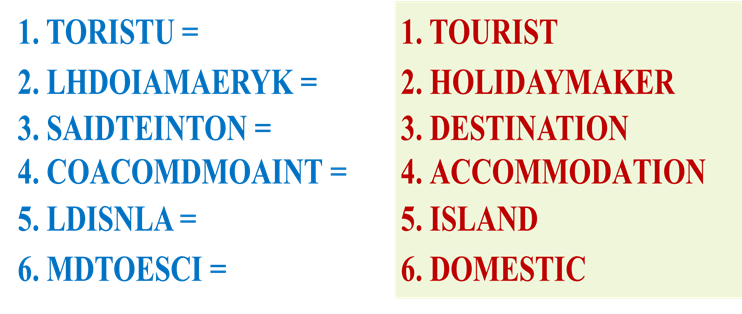 1. TORISTU =
2. LHDOIAMAERYK =
3. SAIDTEINTON =
4. COACOMDMOAINT =
5. LDISNLA =
6. MDTOESCI =
1. TOURIST
2. HOLIDAYMAKER
3. DESTINATION
4. ACCOMMODATION
5. ISLAND
6. DOMESTIC